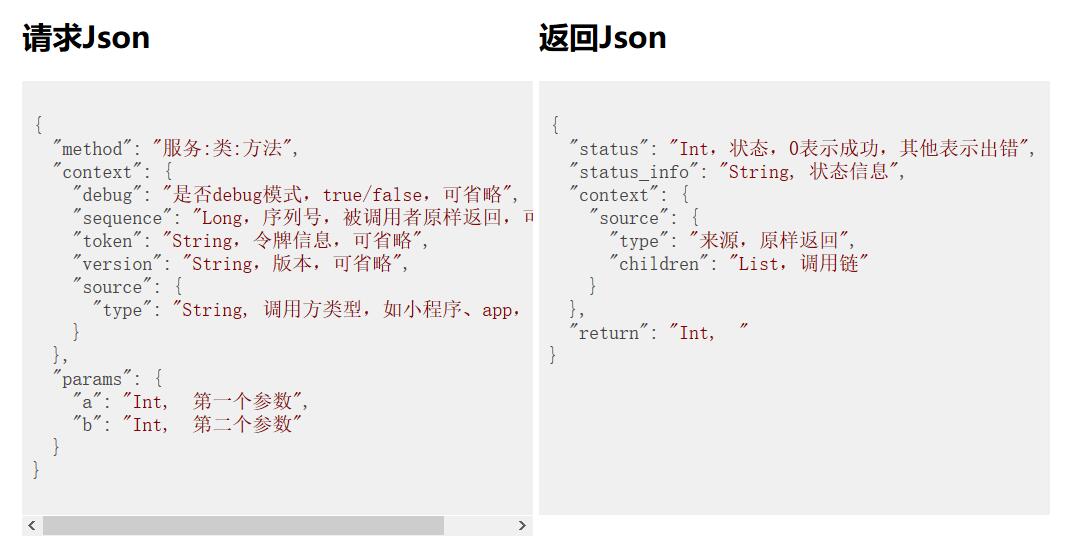 请求Json
{
"method": "服务:类:方法",
"context": {
"debug": "是否debug模式，true/false，可省略",
"sequence": "Long，序列号，被调用者原样返回，可
"token": "String，令牌信息，可省略",
"version": "String，版本，可省略",
"source": {
"type": "String, 调用方类型，如小程序、app，
}
},
"params": {
"a": "Int,  第一个参数",
"b": "Int,  第二个参数"
}
}
返回Json
{
"status": "Int，状态，0表示成功，其他表示出错",
"status_info": "String, 状态信息",
"context": {
"source": {
"type": "来源，原样返回",
"children": "List，调用链"
}
},
"return": "Int,  "
}